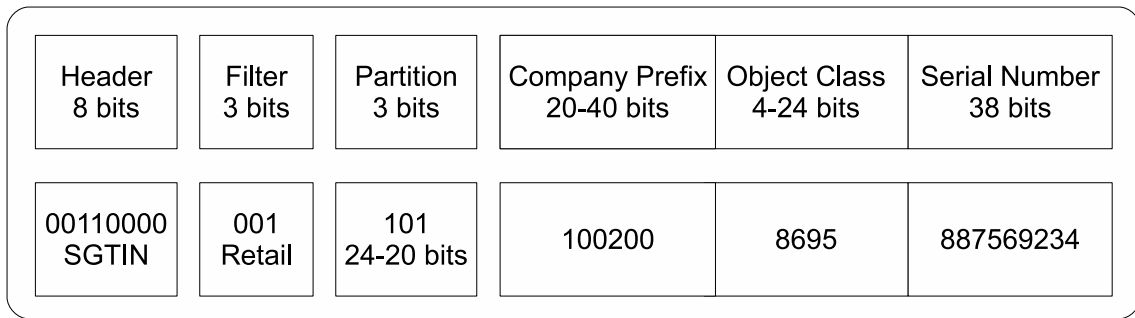 Header
8 bits
Filter
3 bits
Partition
3 bits
Company Prefix
20-40 bits
Object Class
4-24 bits
Serial Number
38 bits
00110000
SGTIN
001
Retail
101
24-20 bits
100200
8695
887569234